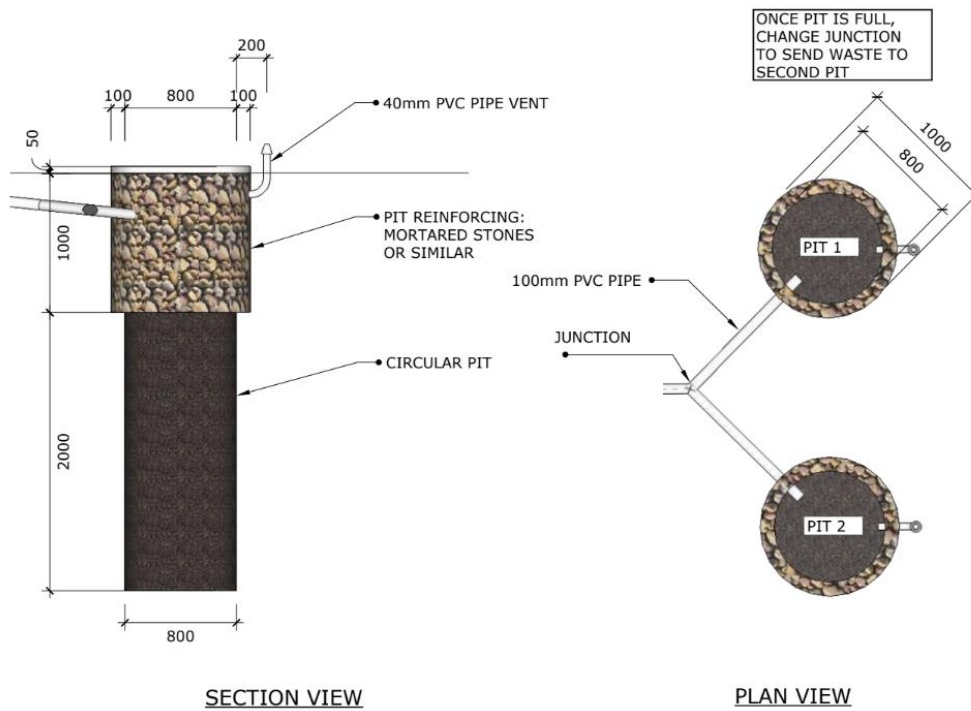 200
100
800
100
40mm PVC PIPE VENT
50
1000
PIT REINFORCING:
MORTARED STONES
OR SIMILAR
CIRCULAR PIT
2000
800
SECTION VIEW
ONCE PIT IS FULL,
CHANGE JUNCTION
TO SEND WASTE TO
SECOND PIT
1000
800
PIT 1
100mm PVC PIPE
JUNCTION
PIT 2
PLAN VIEW